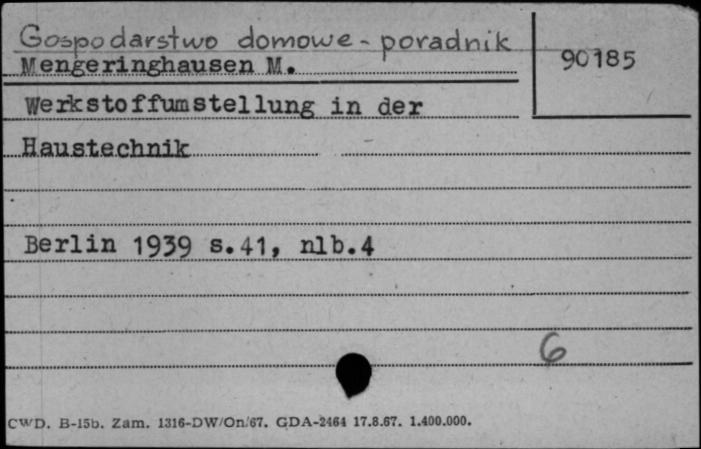 Gospodarstwo domowe - poradnik
90185
Mengeringhausen M.
Werkstoffumstellung in der
Haustechnik
Berlin 1939 s.41, nlb.4
6
CWD. B-15b. Zam. 1316-DW/On/67. GDA-2464 17.8.67. 1.400.000.